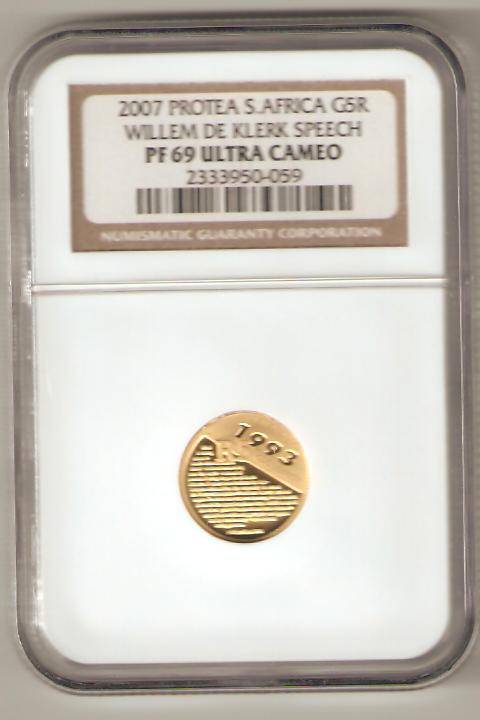 2007 PROTEA S.AFRICA G5R
WILLEM DE KLERK SPEECH
PF 69 ULTRA CAMEO
2333950-059
NUMISMATIC GUARANTY CORPORATION
1993
R